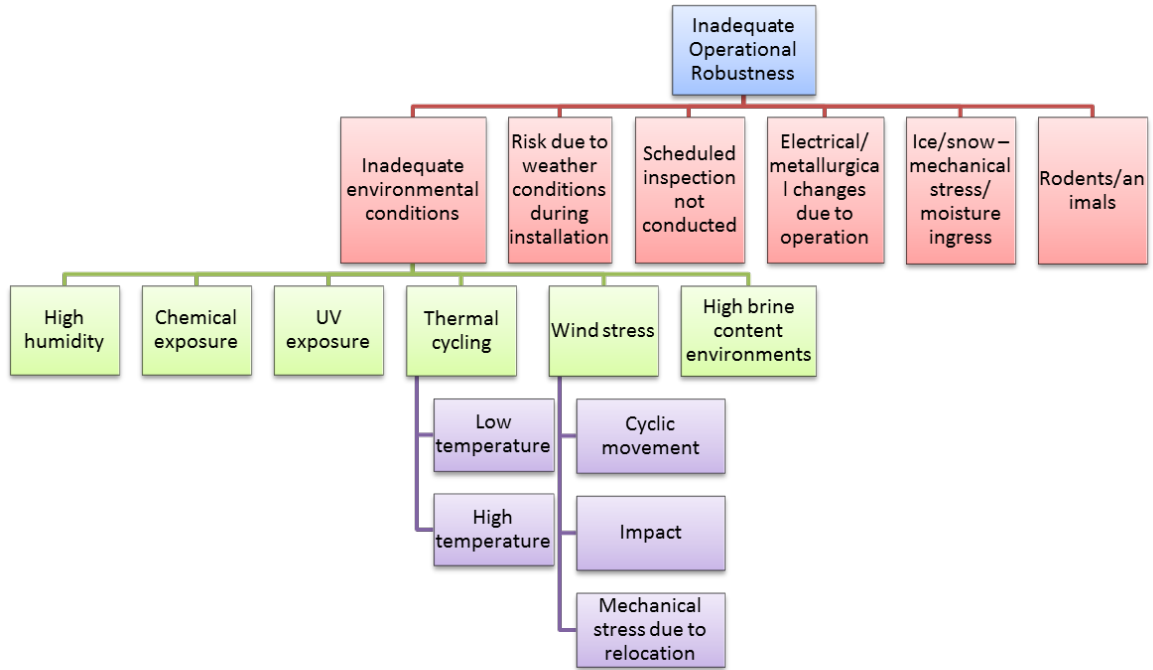 Inadequate
Operational
Robustness
Inadequate
environmental
conditions
Risk due to
weather
conditions
during
installation
Scheduled
inspection
not
conducted
Electrical/
metallurgica
l changes
due to
operation
Ice/snow –
mechanical
stress/
moisture
ingress
Rodents/an
imals
High
humidity
Chemical
exposure
UV
exposure
Thermal
cycling
Wind stress
High brine
content
environments
Low
temperature
High
temperature
Cyclic
movement
Impact
Mechanical
stress due to
relocation